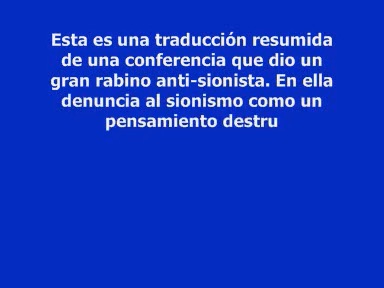 Esta es una traducción resumida
de una conferencia que dio un
gran rabino anti-sionista. En ella
denuncia al sionismo como un
pensamiento destru